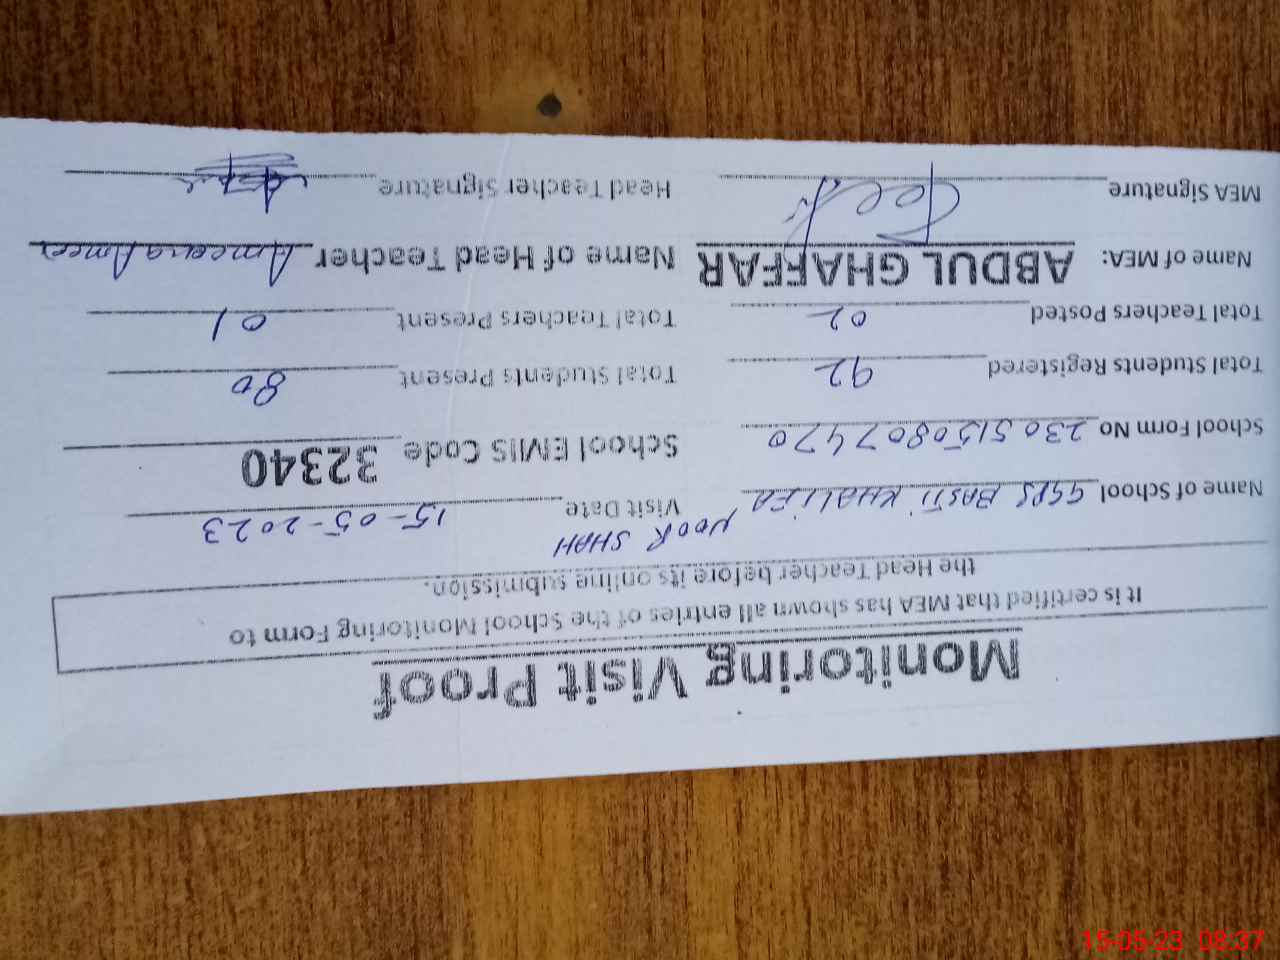 Monitoring Visit Proof
It is certified that MEA has shown all entries of the School Monitoring Form to
the Head Teacher before its online submission.
Name of School GGPS BASTI KHALIFA NOOR SHAH Visit Date 15-05-2023
School Form No 2305150807470 School EMIS Code 32340
Total Students Registered 92 Total Students Present 80
Total Teachers Posted 02 Total Teachers Present 01
Name of MEA: ABDUL GHAFFAR Name of Head Teacher Ameera Ameer
MEA Signature Head Teacher Signature
15-05-23 08:37